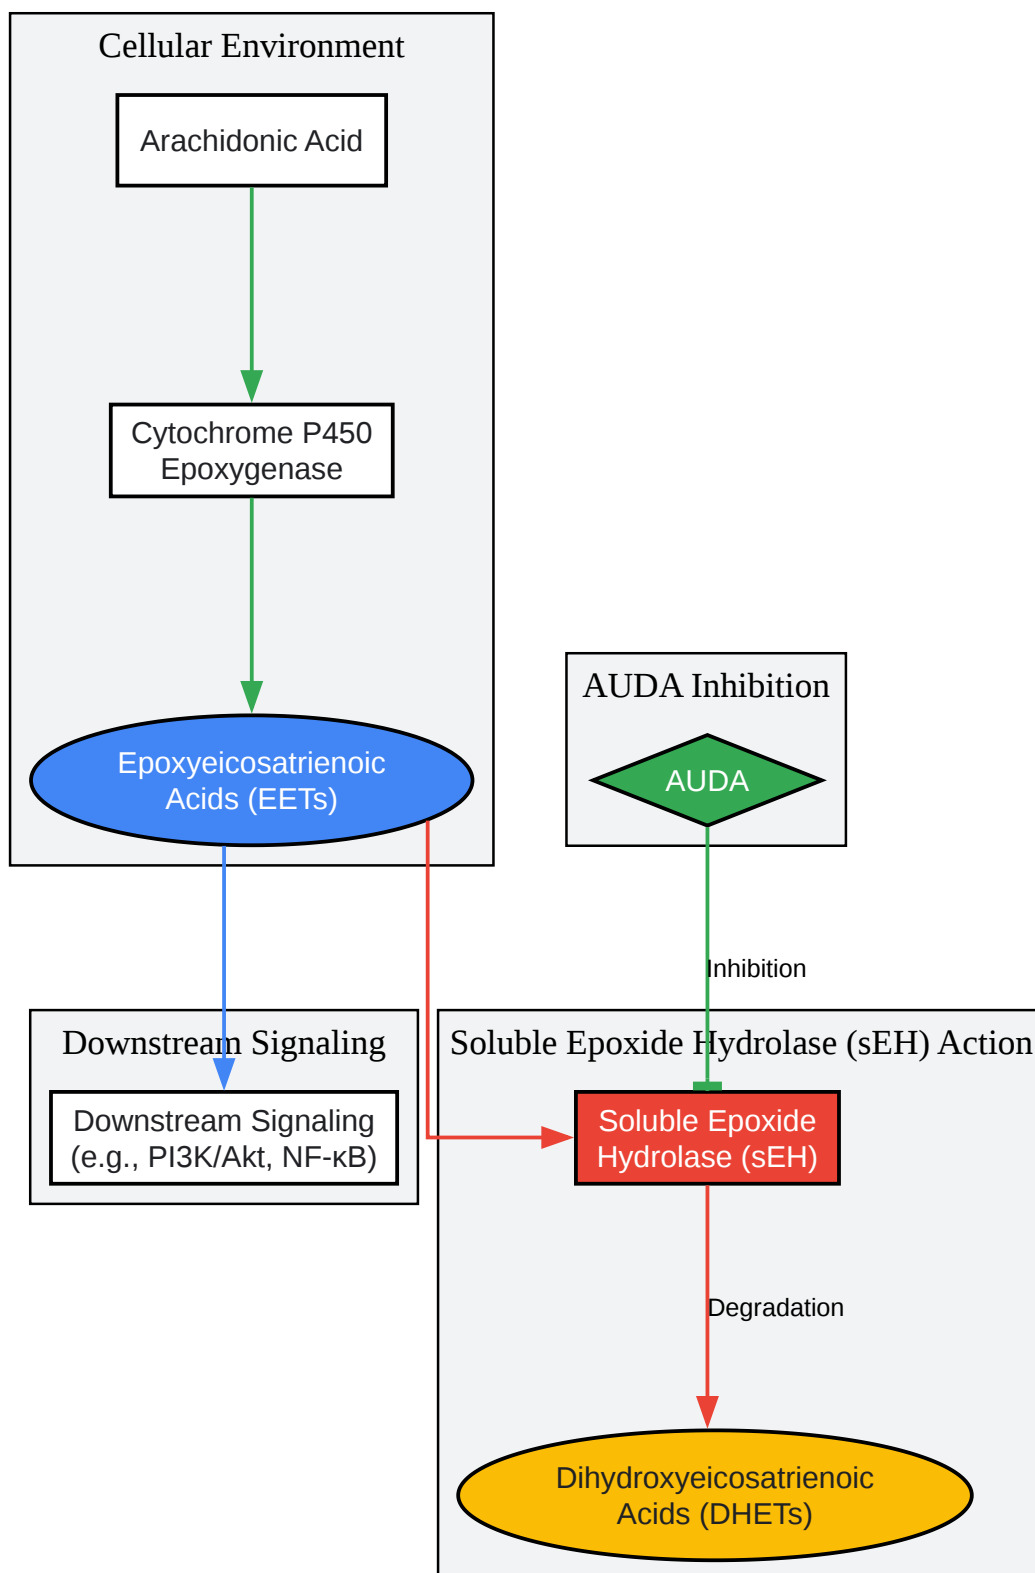 Cellular Environment
Arachidonic Acid
Cytochrome P450
Epoxygenase
Epoxyeicosatrienoic
Acids (EETs)
AUDA Inhibition
AUDA
Inhibition
Downstream Signaling
Downstream Signaling
(e.g., PI3K/Akt, NF-κB)
Soluble Epoxide Hydrolase (sEH) Action
Soluble Epoxide
Hydrolase (sEH)
Degradation
Dihydroxyeicosatrienoic
Acids (DHETs)